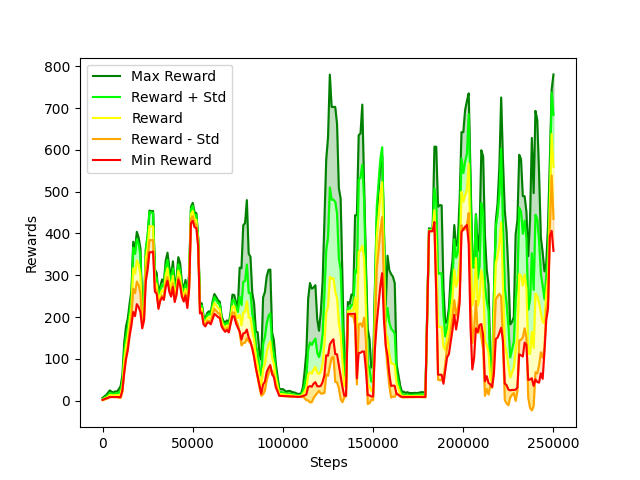 Max Reward
Reward + Std
Reward
Reward - Std
Min Reward
Rewards
800
700
600
500
400
300
200
100
0
0 50000 100000 150000 200000 250000
Steps